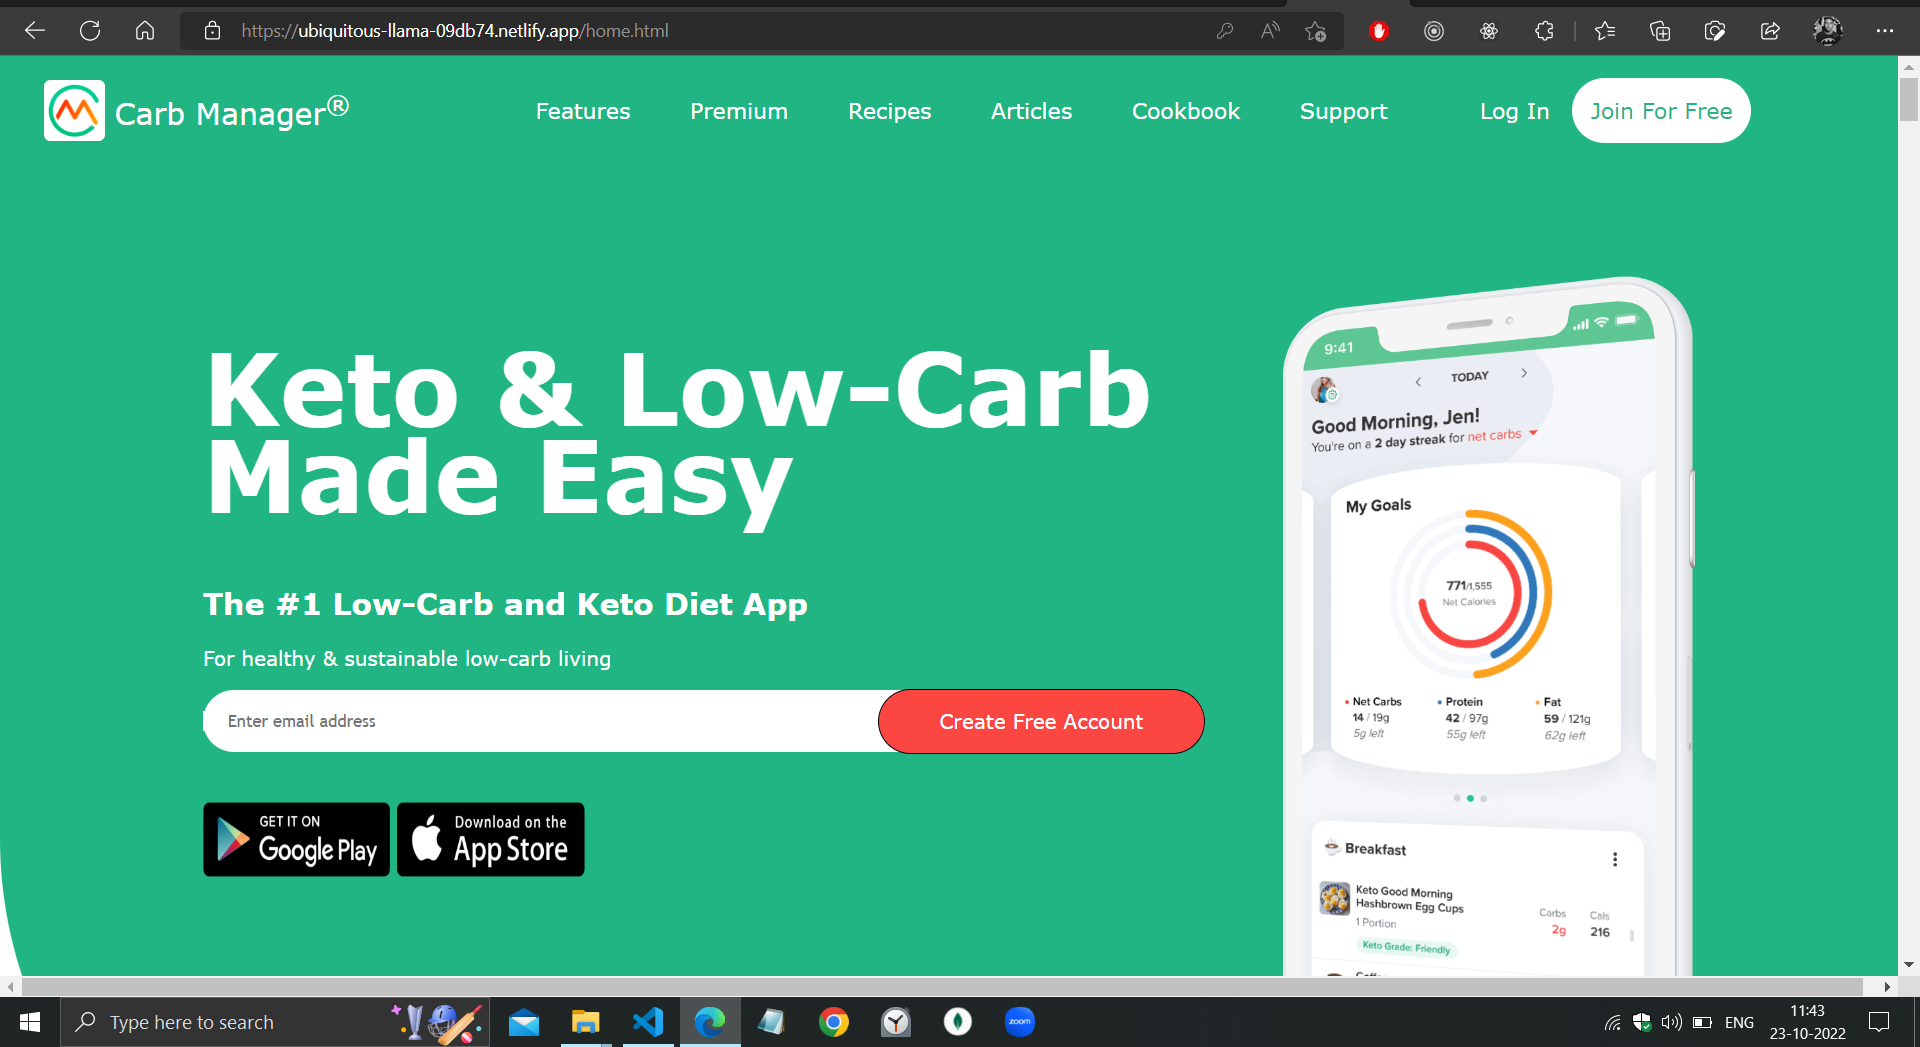 https://ubiquitous-llama-09db74.netlify.app/home.html
Carb Manager®
Features
Premium
Recipes
Articles
Cookbook
Support
Log In
Join For Free
Keto & Low-Carb
Made Easy
The #1 Low-Carb and Keto Diet App
For healthy & sustainable low-carb living
Enter email address
Create Free Account
GET IT ON
Google Play
Download on the
App Store
9:41
TODAY
Good Morning, Jen!
You're on a 2 day streak for net carbs
My Goals
771/1,555
Net Calories
Net Carbs
14 / 19g
5g left
Protein
42 / 97g
55g left
Fat
59 / 121g
62g left
Breakfast
Keto Good Morning
Hashbrown Egg Cups
1 Portion
Carbs
2g
Cals
216
Keto Grade: Friendly
Type here to search
zoom
ENG
11:43
23-10-2022